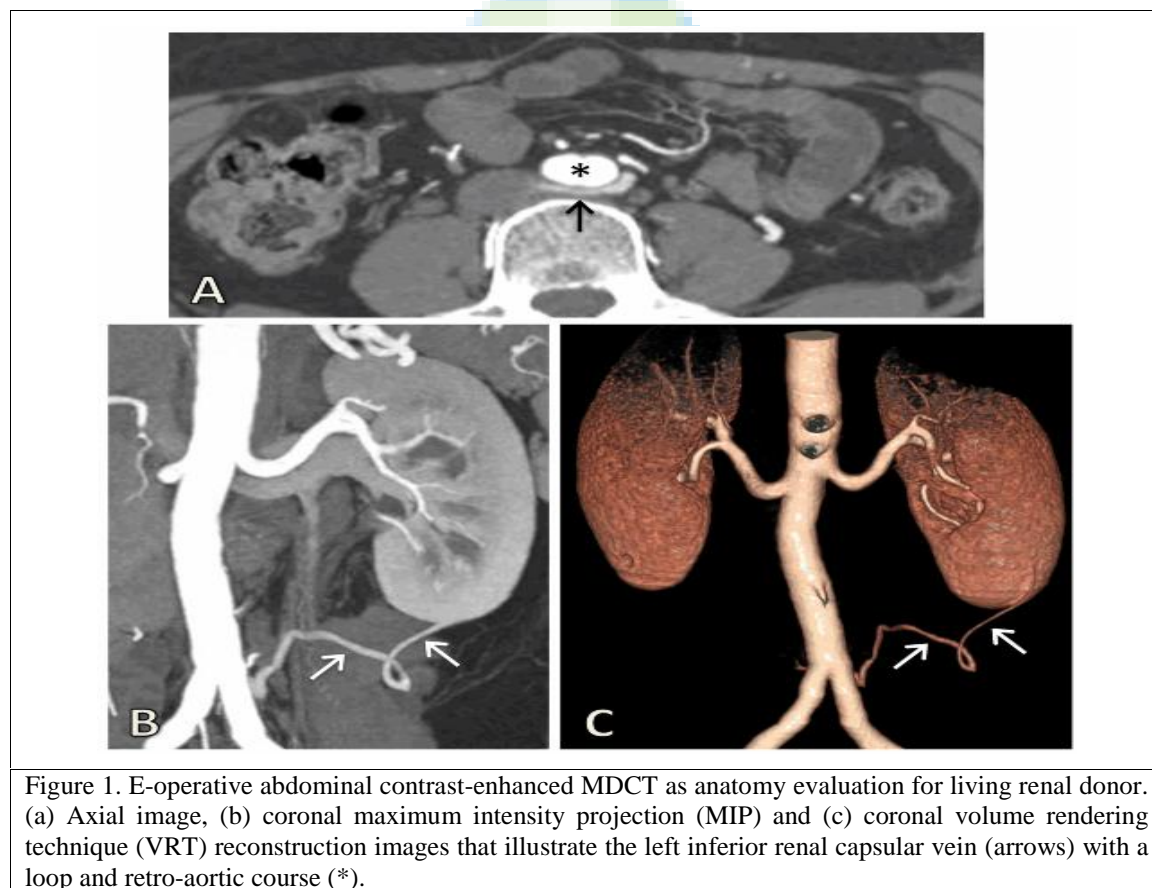 *
A
B
C
Figure 1. E-operative abdominal contrast-enhanced MDCT as anatomy evaluation for living renal donor.
(a) Axial image, (b) coronal maximum intensity projection (MIP) and (c) coronal volume rendering
technique (VRT) reconstruction images that illustrate the left inferior renal capsular vein (arrows) with a
loop and retro-aortic course (*).